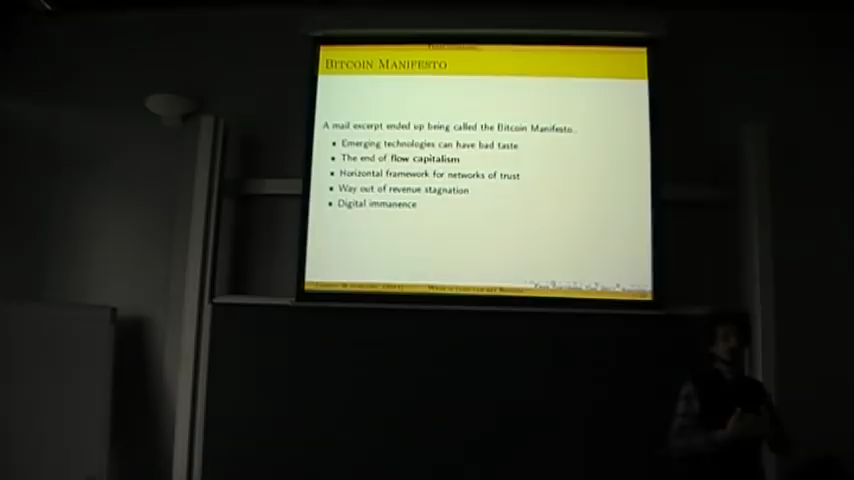 BITCOIN MANIFESTO
A mail excerpt ended up being called the Bitcoin Manifesto..
Emerging technologies can have bad taste
The end of flow capitalism
Horizontal framework for networks of trust
Way out of revenue stagnation
Digital immanence